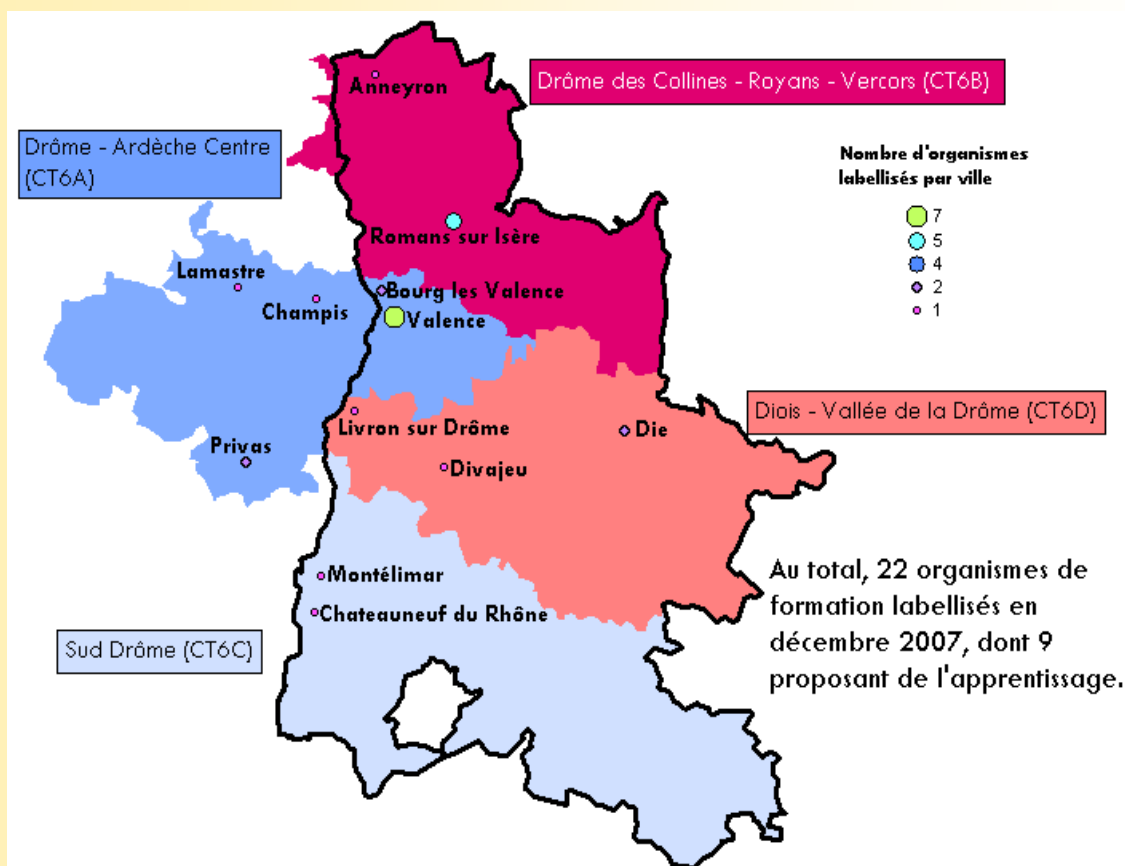 Anneyron
Drôme des Collines - Royans - Vercors (CT6B)
Drôme - Ardèche Centre
(CT6A)
Nombre d'organismes
labellisés par ville
7
5
4
2
1
Romans sur Isère
Lamastre
Champis
Bourg les Valence
Valence
Livron sur Drôme
Die
Diois - Vallée de la Drôme (CT6D)
Privas
Divajeu
Montélimar
Chateauneuf du Rhône
Sud Drôme (CT6C)
Au total, 22 organismes de
formation labellisés en
décembre 2007, dont 9
proposant de l'apprentissage.